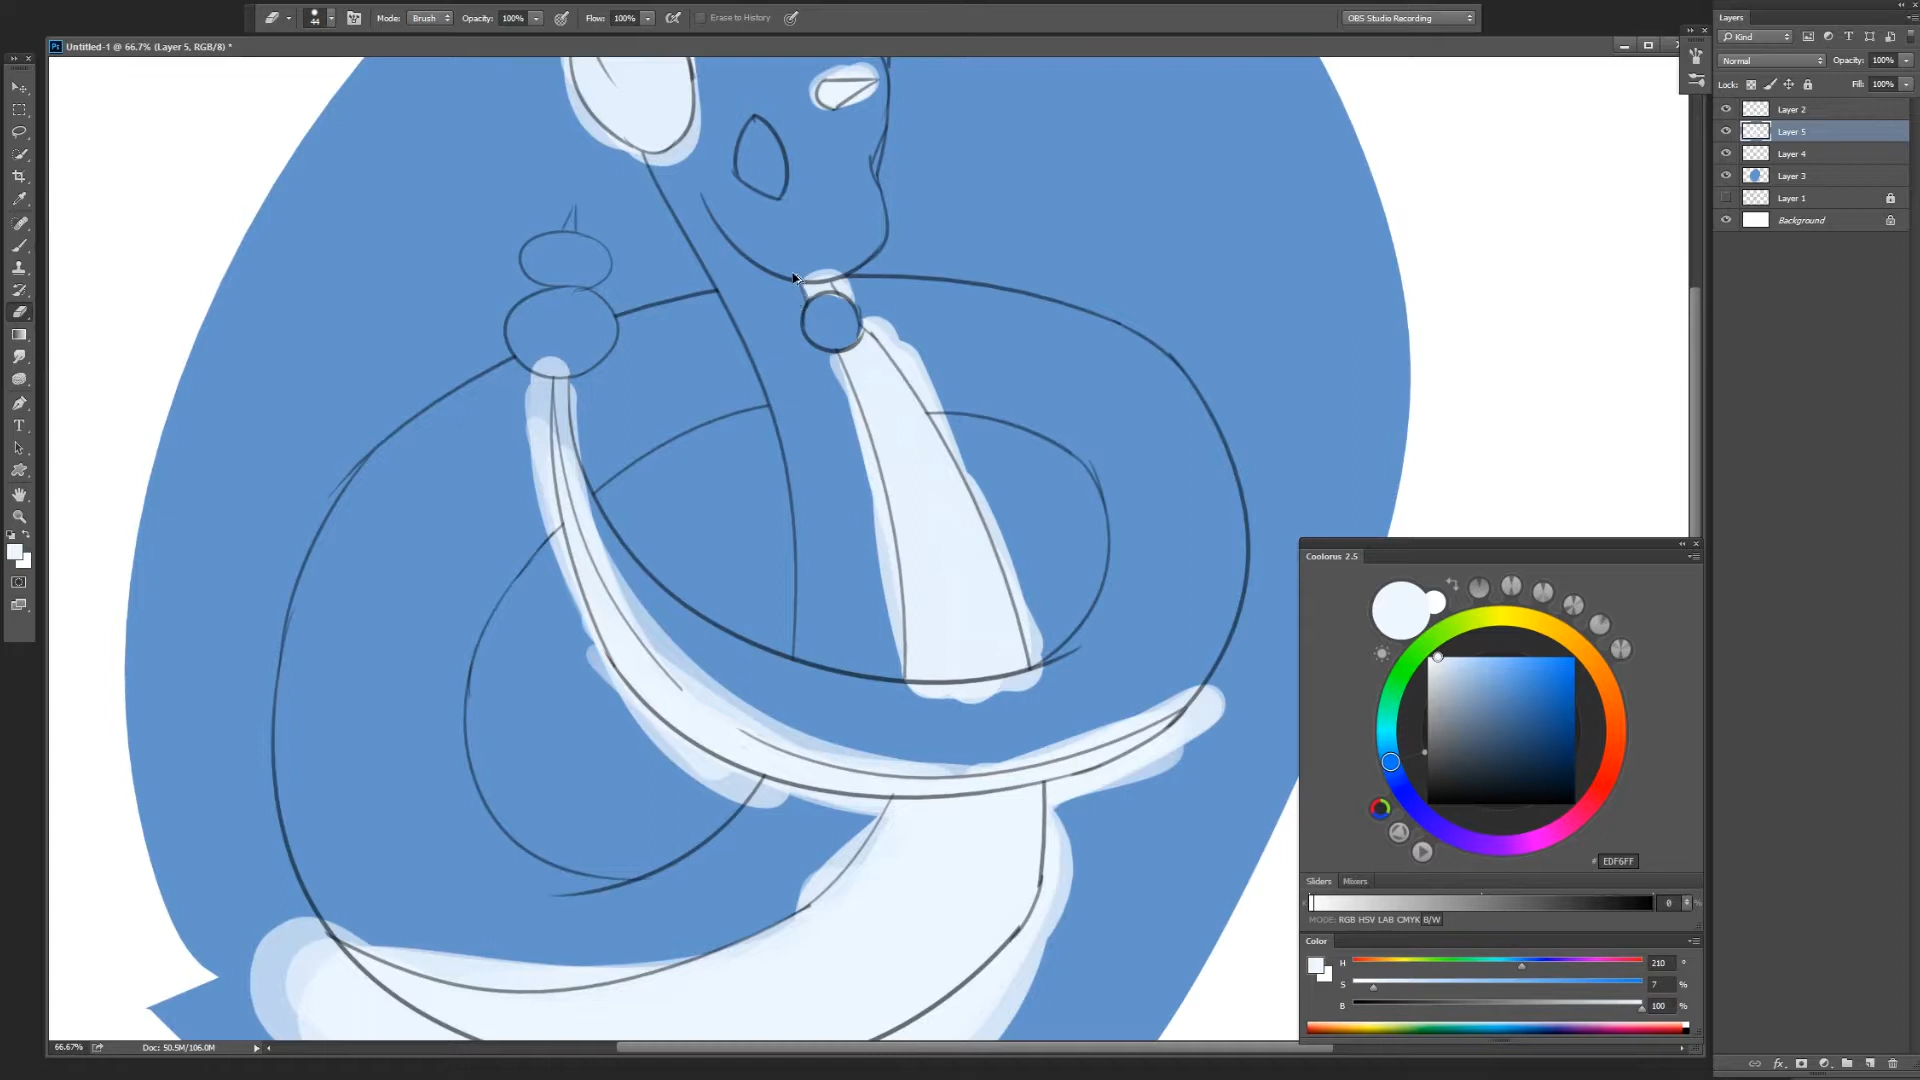 44
Mode: Brush
Opacity: 100%
Flow: 100%
Erase to History
OBS Studio Recording
Ps Untitled-1 @ 66.7% (Layer 5, RGB/8) *
Layers
Kind
Normal
Opacity: 100%
Lock:
Fill: 100%
Layer 2
Layer 5
Layer 4
Layer 3
Layer 1
Background
Coolorus 2.5
# EDF6FF
Sliders Mixers
K 0 %
MODE: RGB HSV LAB CMYK B/W
Color
H 210 °
S 7 %
B 100 %
66.67% Doc: 50.5M/106.0M